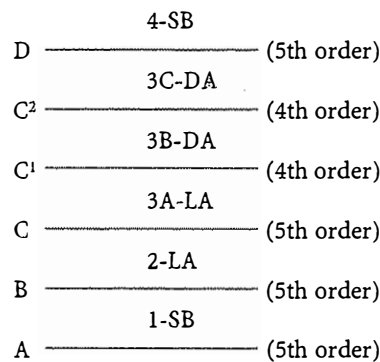 4-SB
D (5th order)
3C-DA
C² (4th order)
3B-DA
C¹ (4th order)
3A-LA
C (5th order)
2-LA
B (5th order)
1-SB
A (5th order)